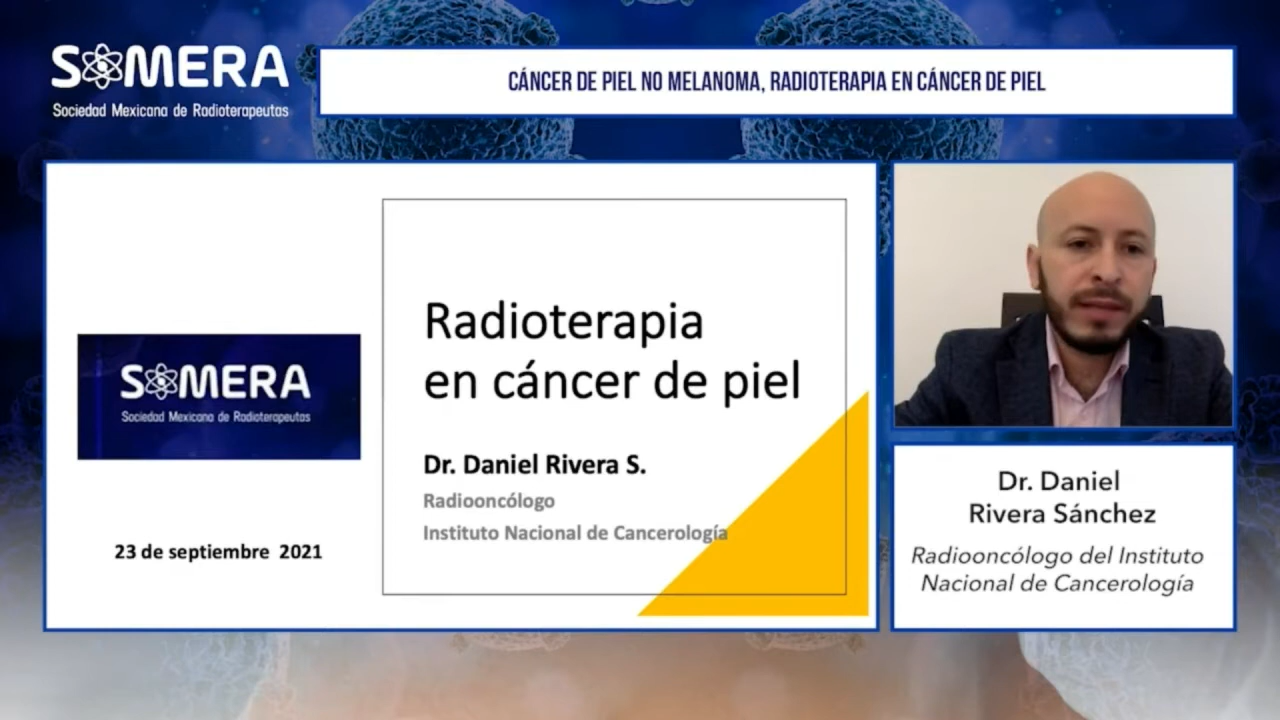 SOMERA
Sociedad Mexicana de Radioterapeutas
CÁNCER DE PIEL NO MELANOMA, RADIOTERAPIA EN CÁNCER DE PIEL
SOMERA
Sociedad Mexicana de Radioterapeutas
23 de septiembre 2021
Radioterapia
en cáncer de piel
Dr. Daniel Rivera S.
Radiooncólogo
Instituto Nacional de Cancerología
Dr. Daniel
Rivera Sánchez
Radiooncólogo del Instituto
Nacional de Cancerología